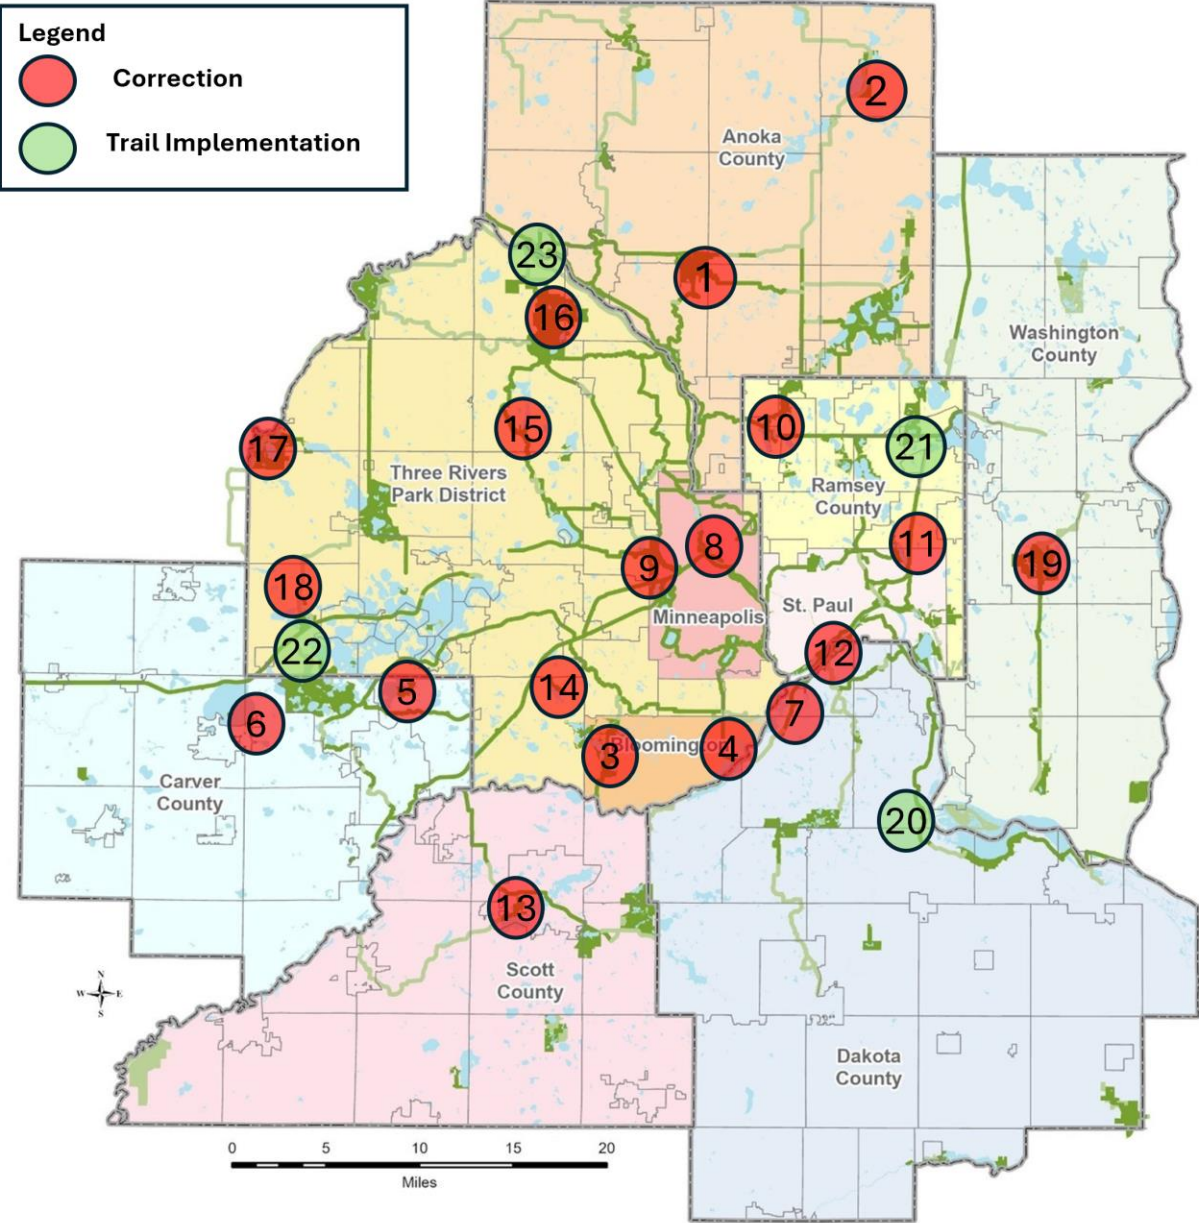 Legend
Correction
Trail Implementation
2
Anoka
County
23
1
16
Washington
County
15
10
17
21
Three Rivers
Park District
Ramsey
County
8
11
9
19
18
St. Paul
Minneapolis
22
12
5
14
7
6
3
Bloomington
4
Carver
County
20
13
Scott
County
N
W E
S
Dakota
County
0 5 10 15 20
Miles